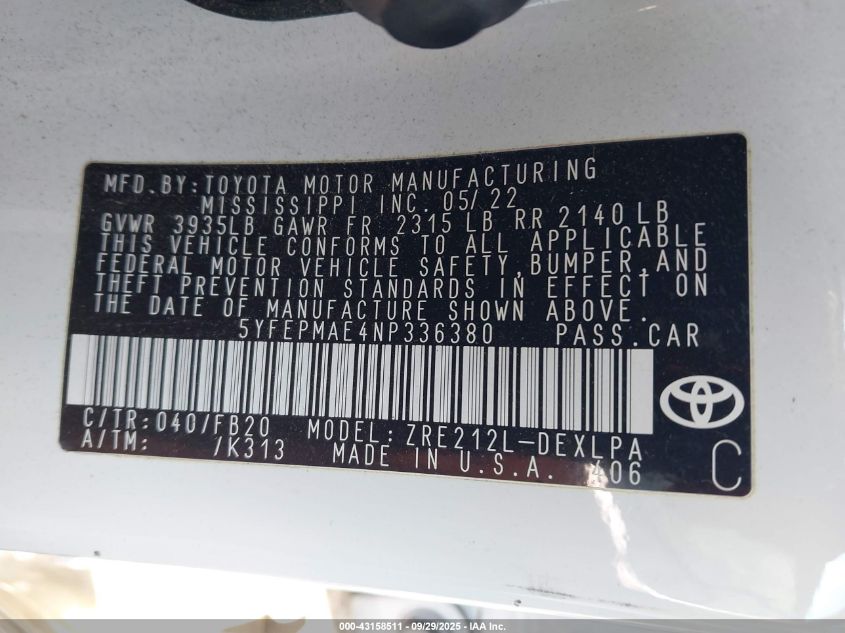 MFD.BY:TOYOTA MOTOR MANUFACTURING
MISSISSIPPI INC. 05/22
GVWR 3935LB GAWR FR 2315 LB RR 2140 LB
THIS VEHICLE CONFORMS TO ALL APPLICABLE
FEDERAL MOTOR VEHICLE SAFETY,BUMPER,AND
THEFT PREVENTION STANDARDS IN EFFECT ON
THE DATE OF MANUFACTURE SHOWN ABOVE.
5YFEPMAE4NP336380 PASS.CAR
C/TR:040/FB20 MODEL: ZRE212L-DEXLPA
A/TM: /K313 MADE IN U.S.A. 406
C
000-43158511 - 09/29/2025 - IAA Inc.